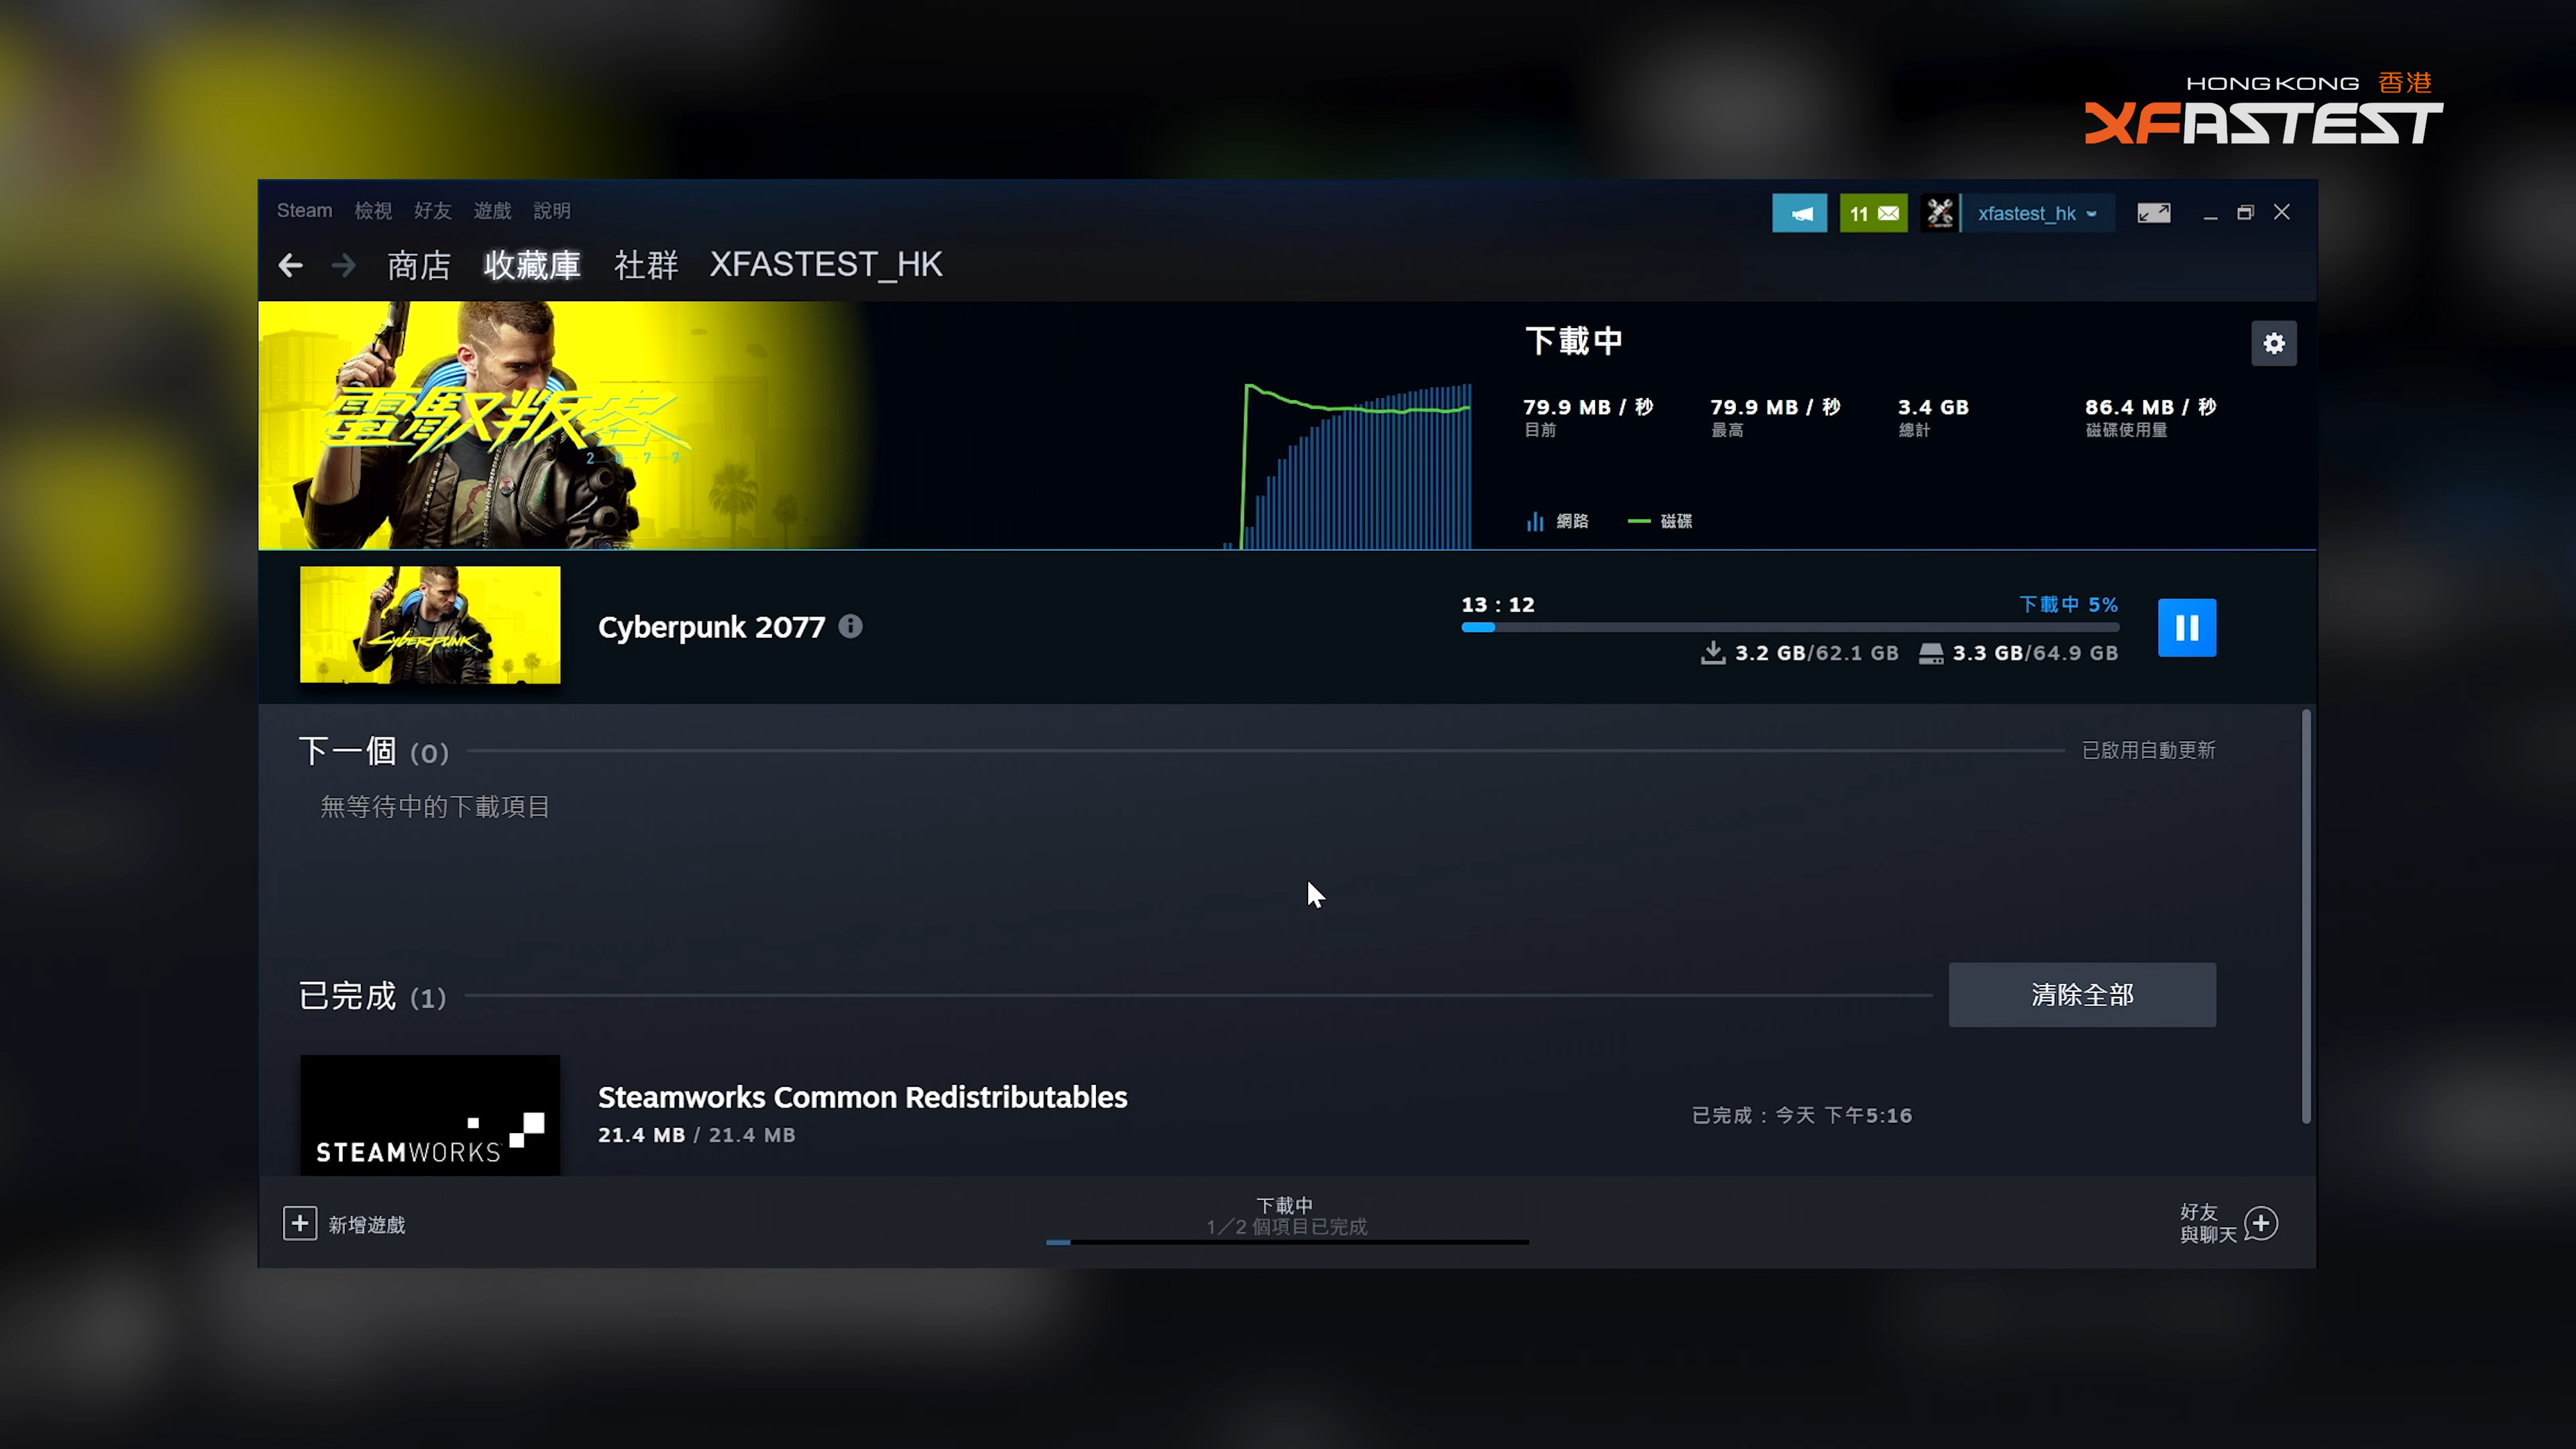 HONG KONG 香港
XFASTEST
Steam 檢視 好友 遊戲 說明
11
xfastest_hk
商店 收藏庫 社群 XFASTEST_HK
電馭叛客
2077
下載中
79.9 MB / 秒 79.9 MB / 秒 3.4 GB 86.4 MB / 秒
目前 最高 總計 磁碟使用量
網路 磁碟
CYBERPUNK
Cyberpunk 2077
13 : 12
下載中 5%
3.2 GB/62.1 GB 3.3 GB/64.9 GB
下一個 (0)
已啟用自動更新
無等待中的下載項目
已完成 (1)
清除全部
STEAMWORKS
Steamworks Common Redistributables
21.4 MB / 21.4 MB
已完成：今天 下午5:16
新增遊戲
下載中
1／2 個項目已完成
好友
與聊天